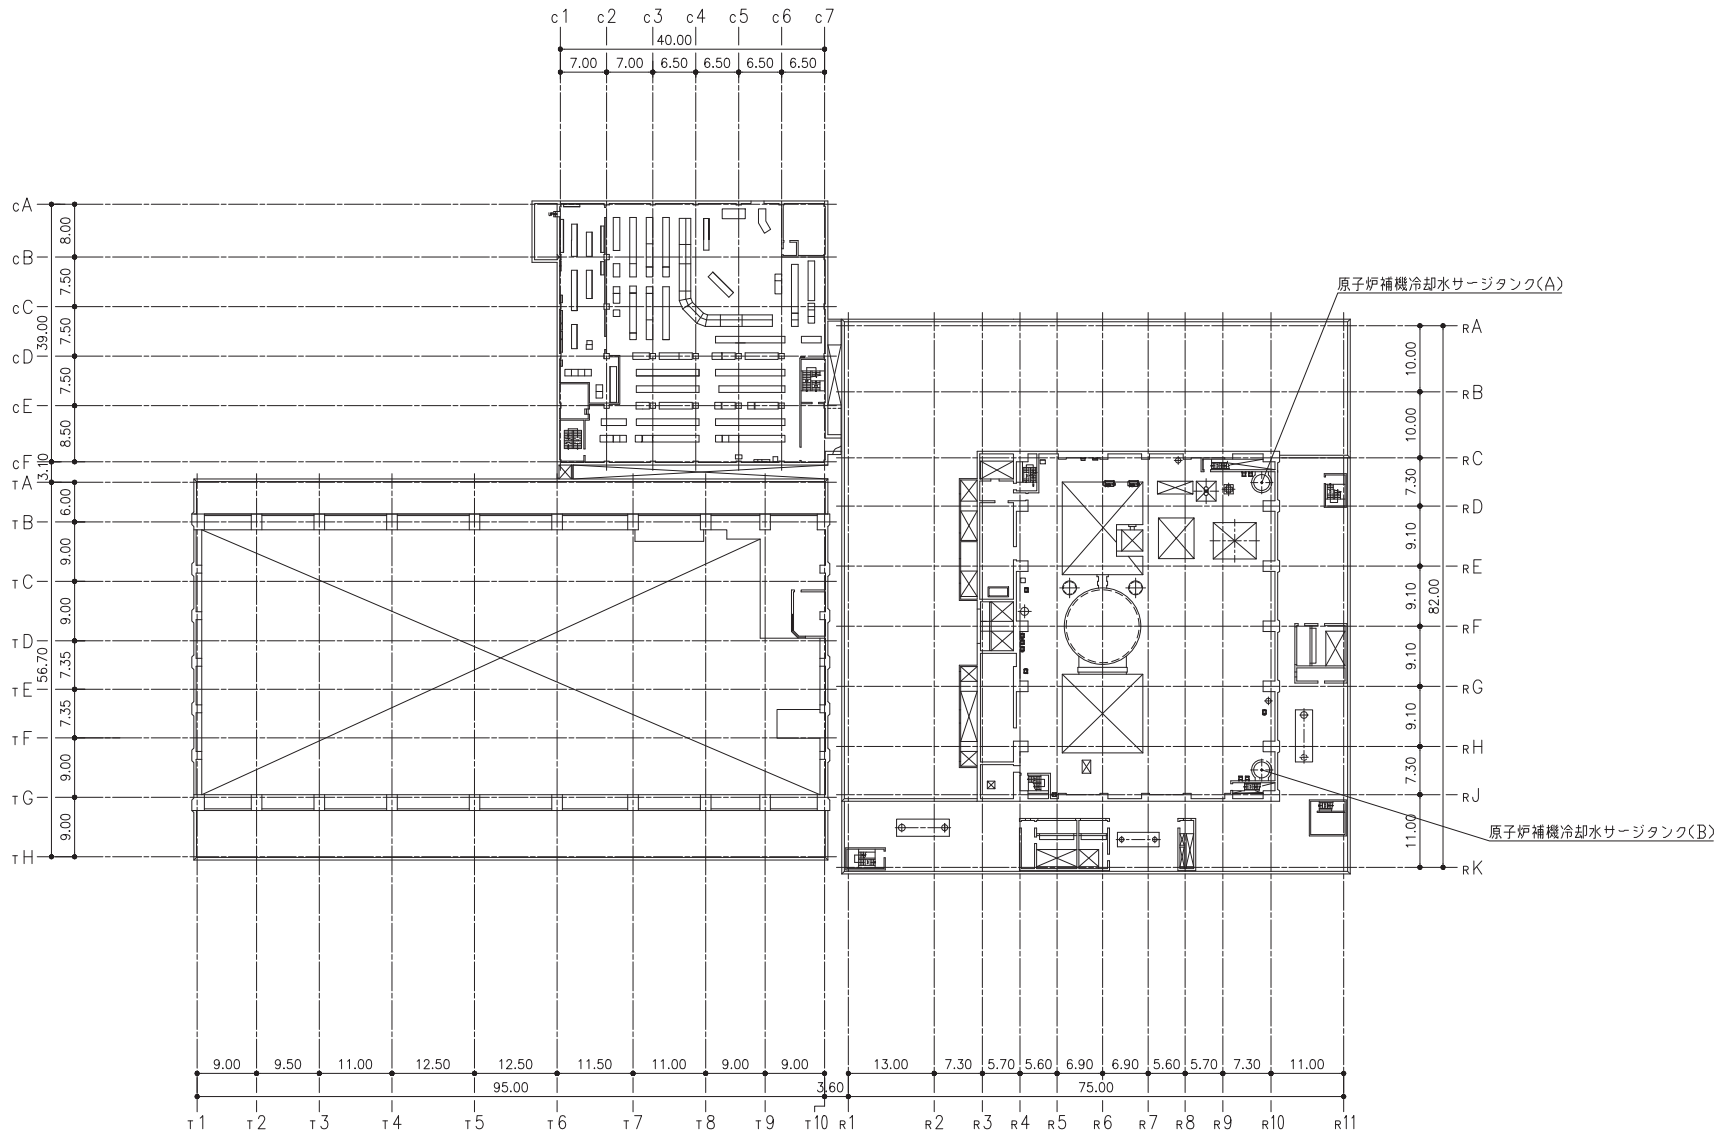 c1 c2 c3 c4 c5 c6 c7
40.00
7.00 7.00 6.50 6.50 6.50 6.50
cA
8.00
cB
7.50
cC
39.00
7.50
cD
7.50
cE
8.50
cF
3.10
TA
6.00
TB
9.00
TC
9.00
TD
56.70
7.35
TE
7.35
TF
9.00
TG
9.00
TH
原子炉補機冷却水サージタンク(A)
RA
10.00
RB
10.00
RC
7.30
RD
9.10
RE
9.10
82.00
RF
9.10
RG
9.10
RH
7.30
RJ
原子炉補機冷却水サージタンク(B)
11.00
RK
9.00 9.50 11.00 12.50 12.50 11.50 11.00 9.00 9.00 13.00 7.30 5.70 5.60 6.90 6.90 5.60 5.70 7.30 11.00
95.00 3.60 75.00
T1 T2 T3 T4 T5 T6 T7 T8 T9 T10 R1 R2 R3 R4 R5 R6 R7 R8 R9 R10 R11